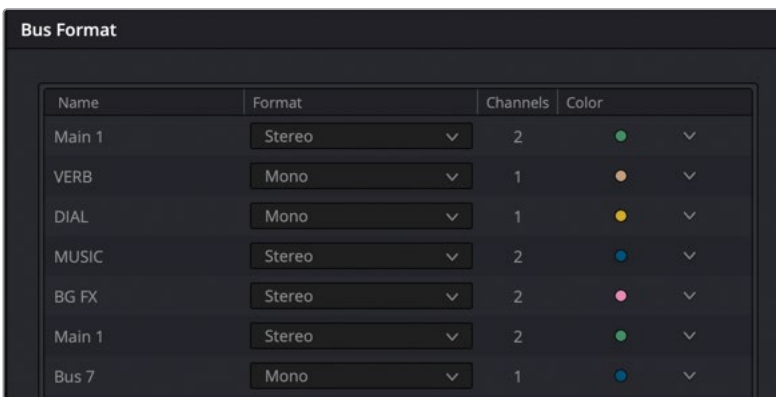 Bus Format
Name Format Channels Color
Main 1 Stereo 2
VERB Mono 1
DIAL Mono 1
MUSIC Stereo 2
BG FX Stereo 2
Main 1 Stereo 2
Bus 7 Mono 1